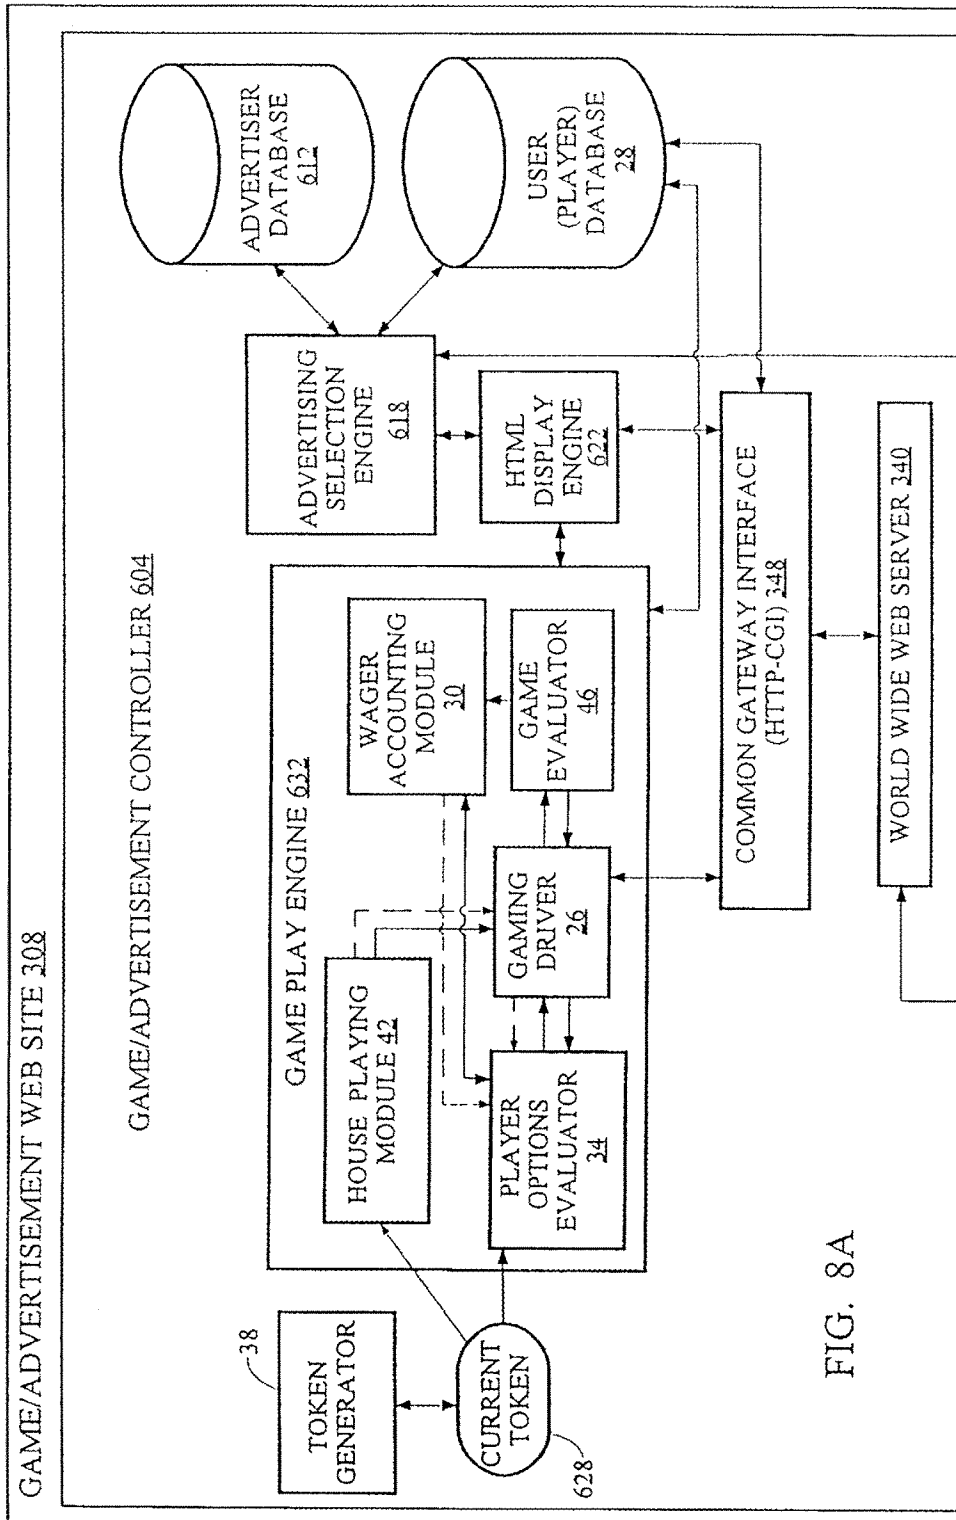 GAME/ADVERTISEMENT WEB SITE 308
GAME/ADVERTISEMENT CONTROLLER 604
TOKEN
GENERATOR
38
CURRENT
TOKEN
628
GAME PLAY ENGINE 632
HOUSE PLAYING
MODULE 42
WAGER
ACCOUNTING
MODULE
30
PLAYER
OPTIONS
EVALUATOR
34
GAMING
DRIVER
26
GAME
EVALUATOR
46
ADVERTISING
SELECTION
ENGINE
618
HTML
DISPLAY
ENGINE
622
ADVERTISER
DATABASE
612
USER
(PLAYER)
DATABASE
28
COMMON GATEWAY INTERFACE
(HTTP-CGI) 348
WORLD WIDE WEB SERVER 340
FIG. 8A